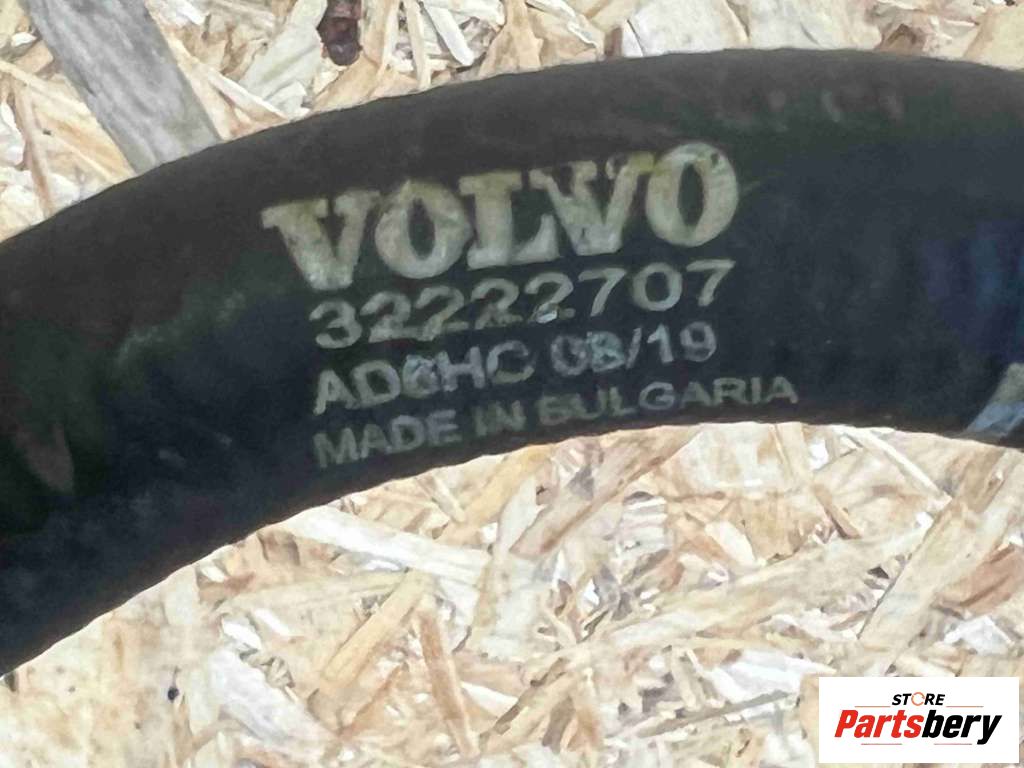 VOLVO
32222707
AD6HC 08/19
MADE IN BULGARIA
STORE
Partsbery